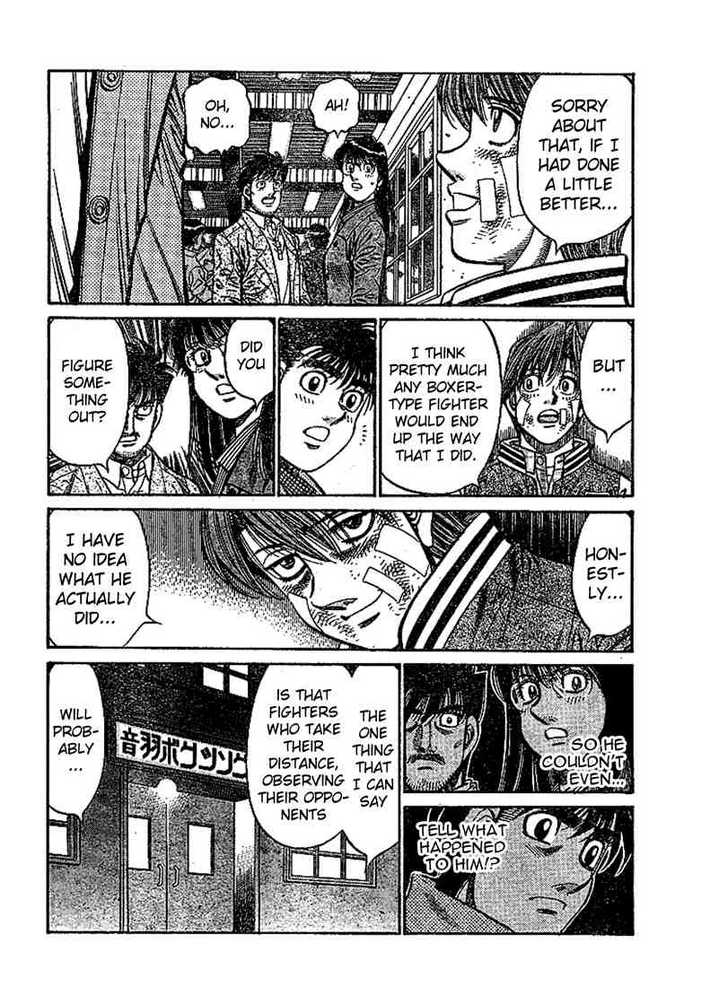 SORRY
ABOUT
THAT, IF I
HAD DONE
A LITTLE
BETTER...
AH!
OH,
NO...
BUT
...
I THINK
PRETTY MUCH
ANY BOXER-
TYPE FIGHTER
WOULD END
UP THE WAY
THAT I DID.
DID
YOU
FIGURE
SOME-
THING
OUT?
HON-
EST-
LY...
I HAVE
NO IDEA
WHAT HE
ACTUALLY
DID...
SO HE
COULDN'T
EVEN...
TELL WHAT
HAPPENED
TO HIM!?
THE
ONE
THING
THAT
I CAN
SAY
IS THAT
FIGHTERS
WHO TAKE
THEIR
DISTANCE,
OBSERVING
THEIR OPPO-
NENTS
WILL
PROB-
ABLY
...
音羽ボクシング